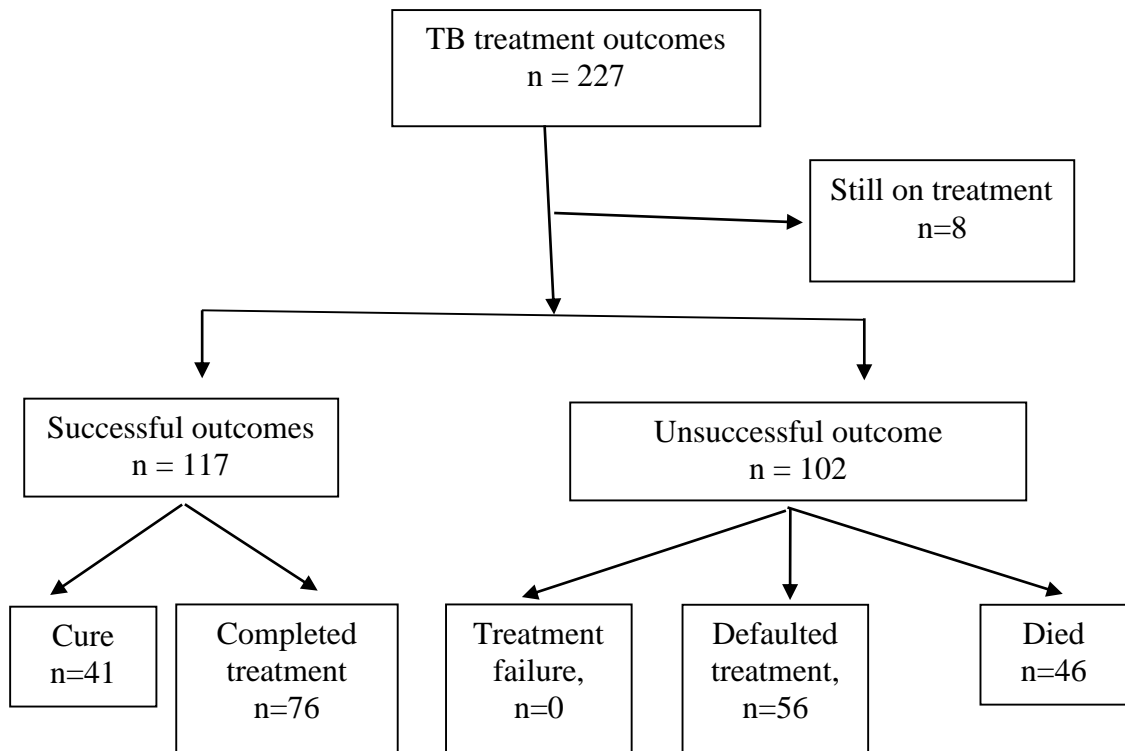 TB treatment outcomes
n = 227
Still on treatment
n=8
Successful outcomes
n = 117
Unsuccessful outcome
n = 102
Cure
n=41
Completed
treatment
n=76
Treatment
failure,
n=0
Defaulted
treatment,
n=56
Died
n=46